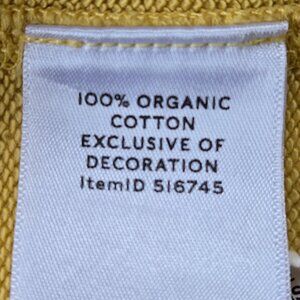 100% ORGANIC
COTTON
EXCLUSIVE OF
DECORATION
ItemID 516745